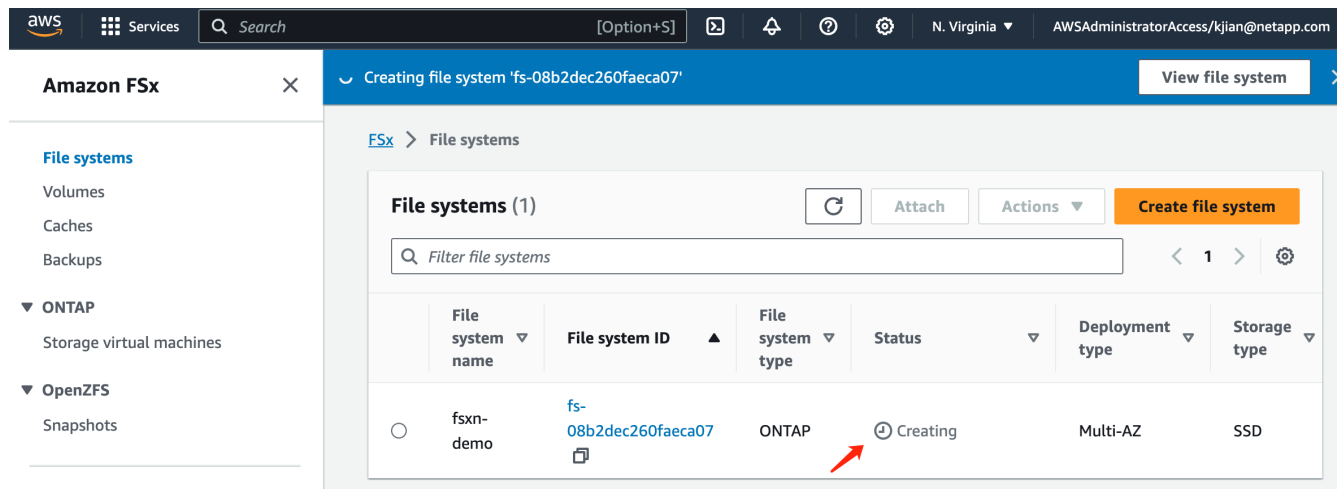 aws Services Search [Option+S] N. Virginia AWSAdministratorAccess/kjian@netapp.com
Amazon FSx
File systems
Volumes
Caches
Backups
ONTAP
Storage virtual machines
OpenZFS
Snapshots
Creating file system 'fs-08b2dec260faeca07' View file system
FSx File systems
File systems (1) Attach Actions Create file system
Filter file systems 1
File system name
File system ID
File system type
Status
Deployment type
Storage type
fsxn-demo
fs-08b2dec260faeca07
ONTAP
Creating
Multi-AZ
SSD